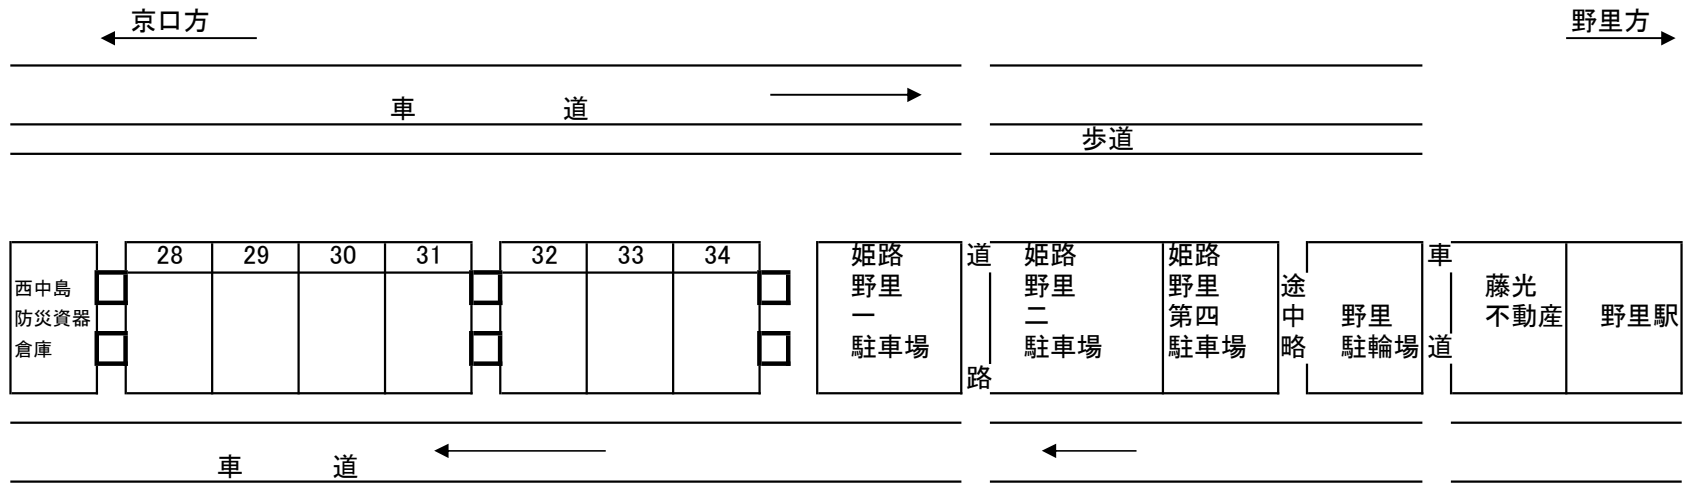 京口方
野里方
車 道
歩道
28 29 30 31 32 33 34
西中島
防災資器
倉庫
姫路
野里
一
駐車場
道
路
姫路
野里
二
駐車場
姫路
野里
第四
駐車場
途
中
略
野里
駐輪場
車
道
藤光
不動産
野里駅
車 道